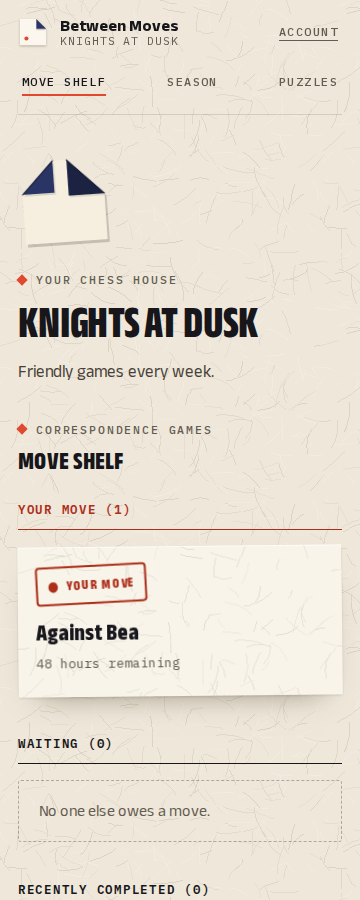 Between Moves
KNIGHTS AT DUSK
ACCOUNT
MOVE SHELF
SEASON
PUZZLES
YOUR CHESS HOUSE
KNIGHTS AT DUSK
Friendly games every week.
CORRESPONDENCE GAMES
MOVE SHELF
YOUR MOVE (1)
YOUR MOVE
Against Bea
48 hours remaining
WAITING (0)
No one else owes a move.
RECENTLY COMPLETED (0)